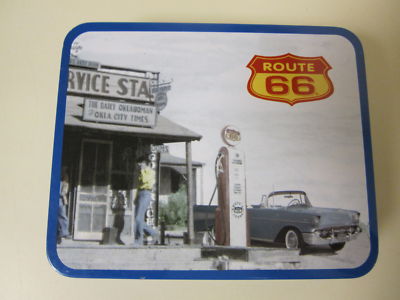 RVICE STA
THE DAILY OKLAHOMAN
OKLA CITY TIMES
ROUTE
66